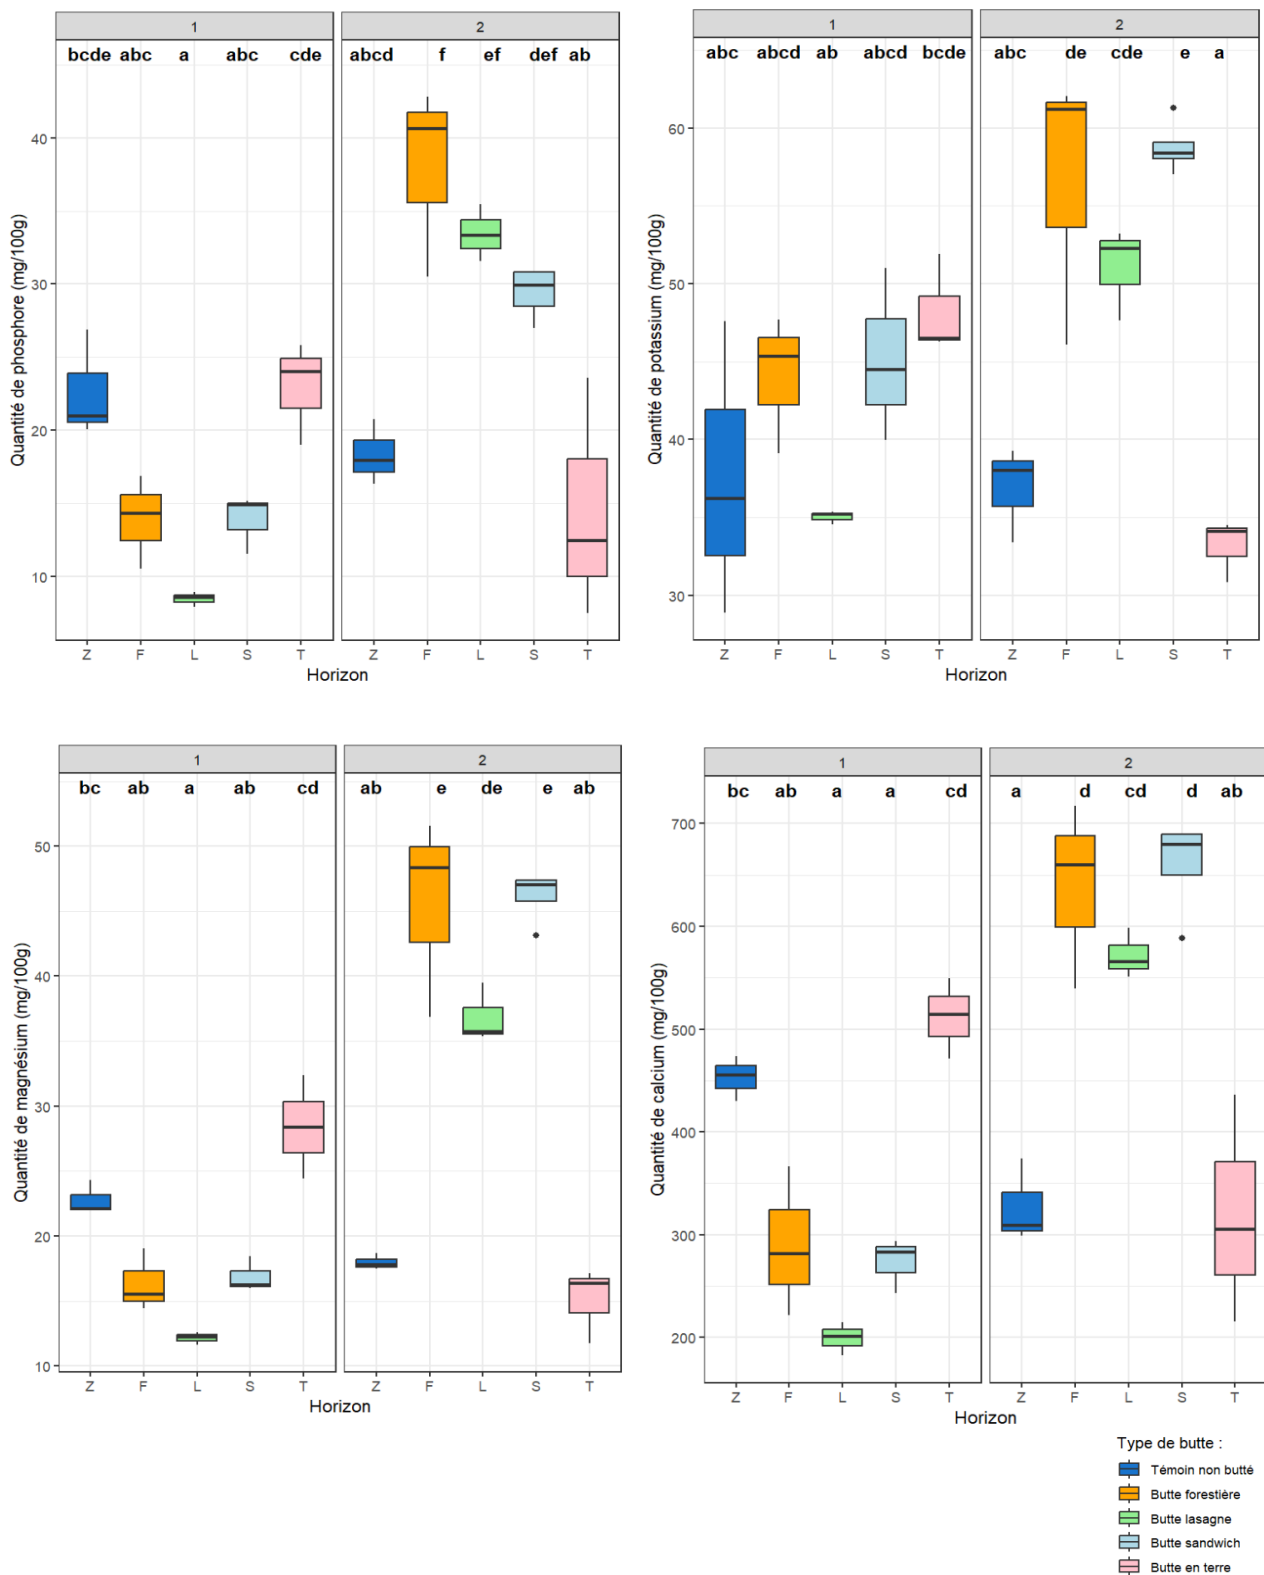 1 2
bcde abc a abc cde abcd f ef def ab
Quantité de phosphore (mg/100g)
40
30
20
10
Z F L S T Z F L S T
Horizon
1 2
abc abcd ab abcd bcde abc de cde e a
Quantité de potassium (mg/100g)
60
50
40
30
Z F L S T Z F L S T
Horizon
1 2
bc ab a ab cd ab e de e ab
Quantité de magnésium (mg/100g)
50
40
30
20
10
Z F L S T Z F L S T
Horizon
1 2
bc ab a a cd a d cd d ab
Quantité de calcium (mg/100g)
700
600
500
400
300
200
Z F L S T Z F L S T
Horizon
Type de butte :
Témoin non butté
Butte forestière
Butte lasagne
Butte sandwich
Butte en terre